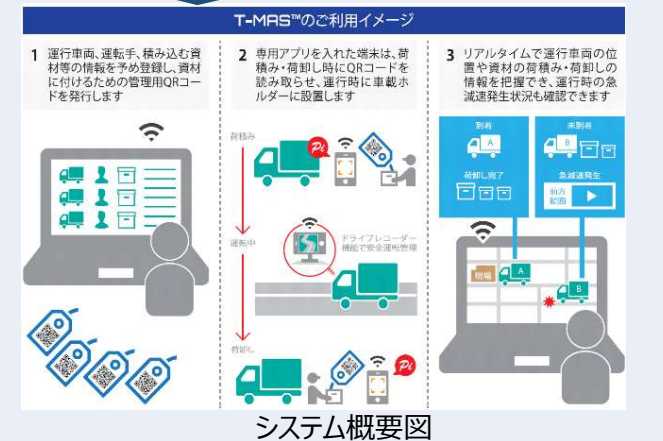 T-MAS™のご利用イメージ
1 運行車両、運転手、積み込む資
材等の情報を予め登録し、資材
に付けるための管理用QRコー
ドを発行します
2 専用アプリを入れた端末は、荷
積み・荷卸し時にQRコードを
読み取らせ、運行時に車載ホ
ルダーに設置します
3 リアルタイムで運行車両の位
置や資材の荷積み・荷卸しの
情報を把握でき、運行時の急
減速発生状況も確認できます
荷積み
Pi
運転中
ドライブレコーダー
機能で安全運転管理
荷卸し
Pi
到着
A
未到着
B
荷卸し完了
急減速発生
前方
動画
現場
A
B
システム概要図